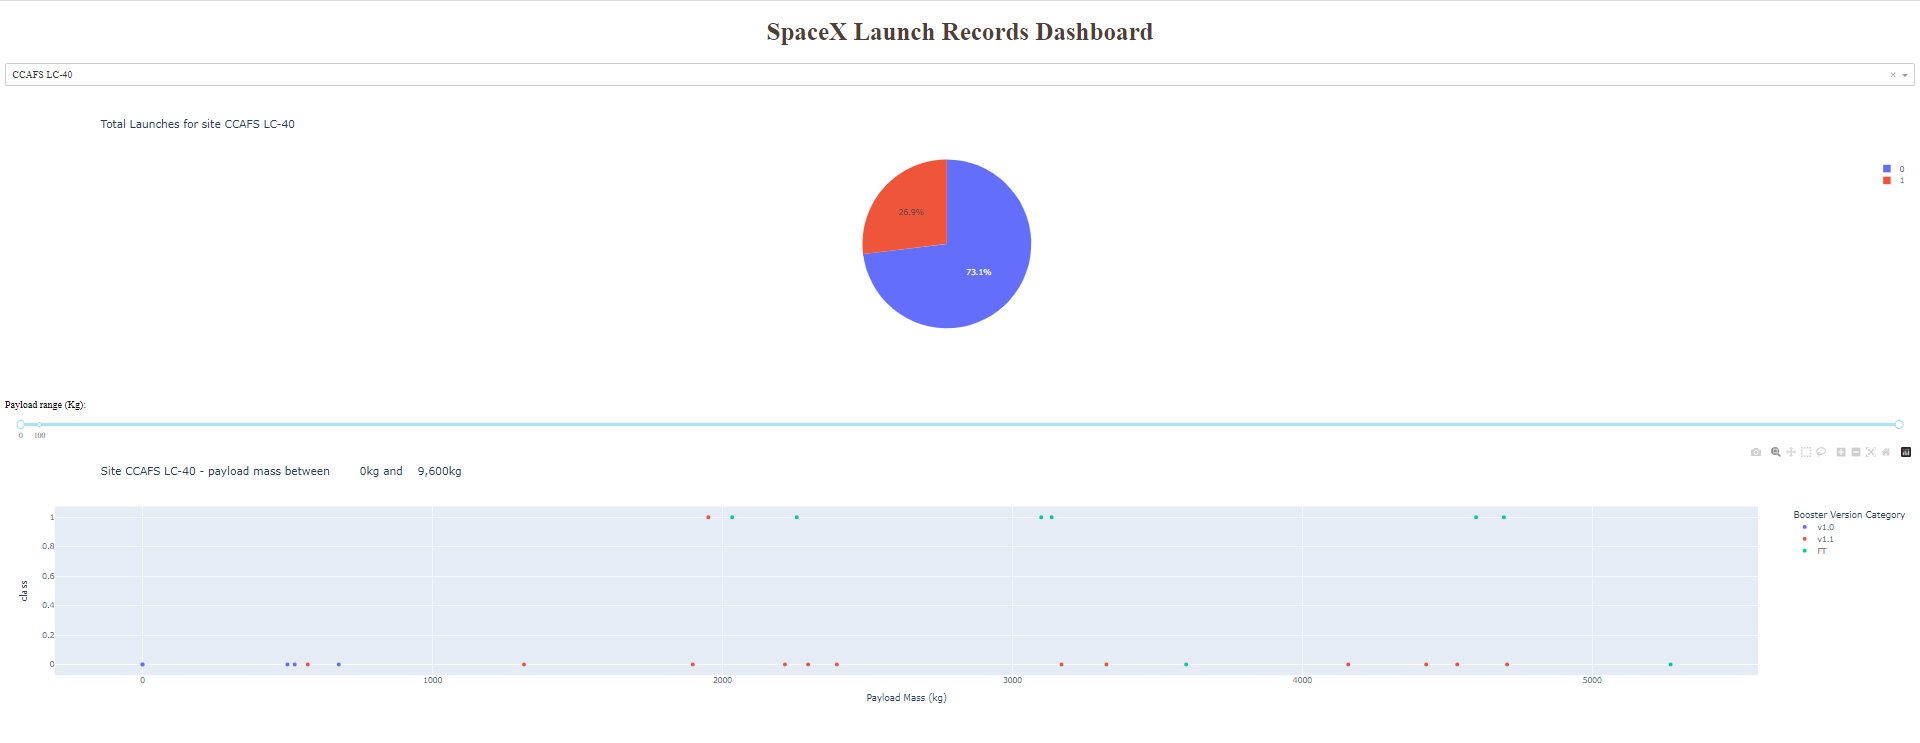 SpaceX Launch Records Dashboard
CCAFS LC-40
Total Launches for site CCAFS LC-40
0
1
26.9%
73.1%
Payload range (Kg):
0 100
Site CCAFS LC-40 - payload mass between 0kg and 9,600kg
Booster Version Category
v1.0
v1.1
FT
class
1
0.8
0.6
0.4
0.2
0
0 1000 2000 3000 4000 5000
Payload Mass (kg)